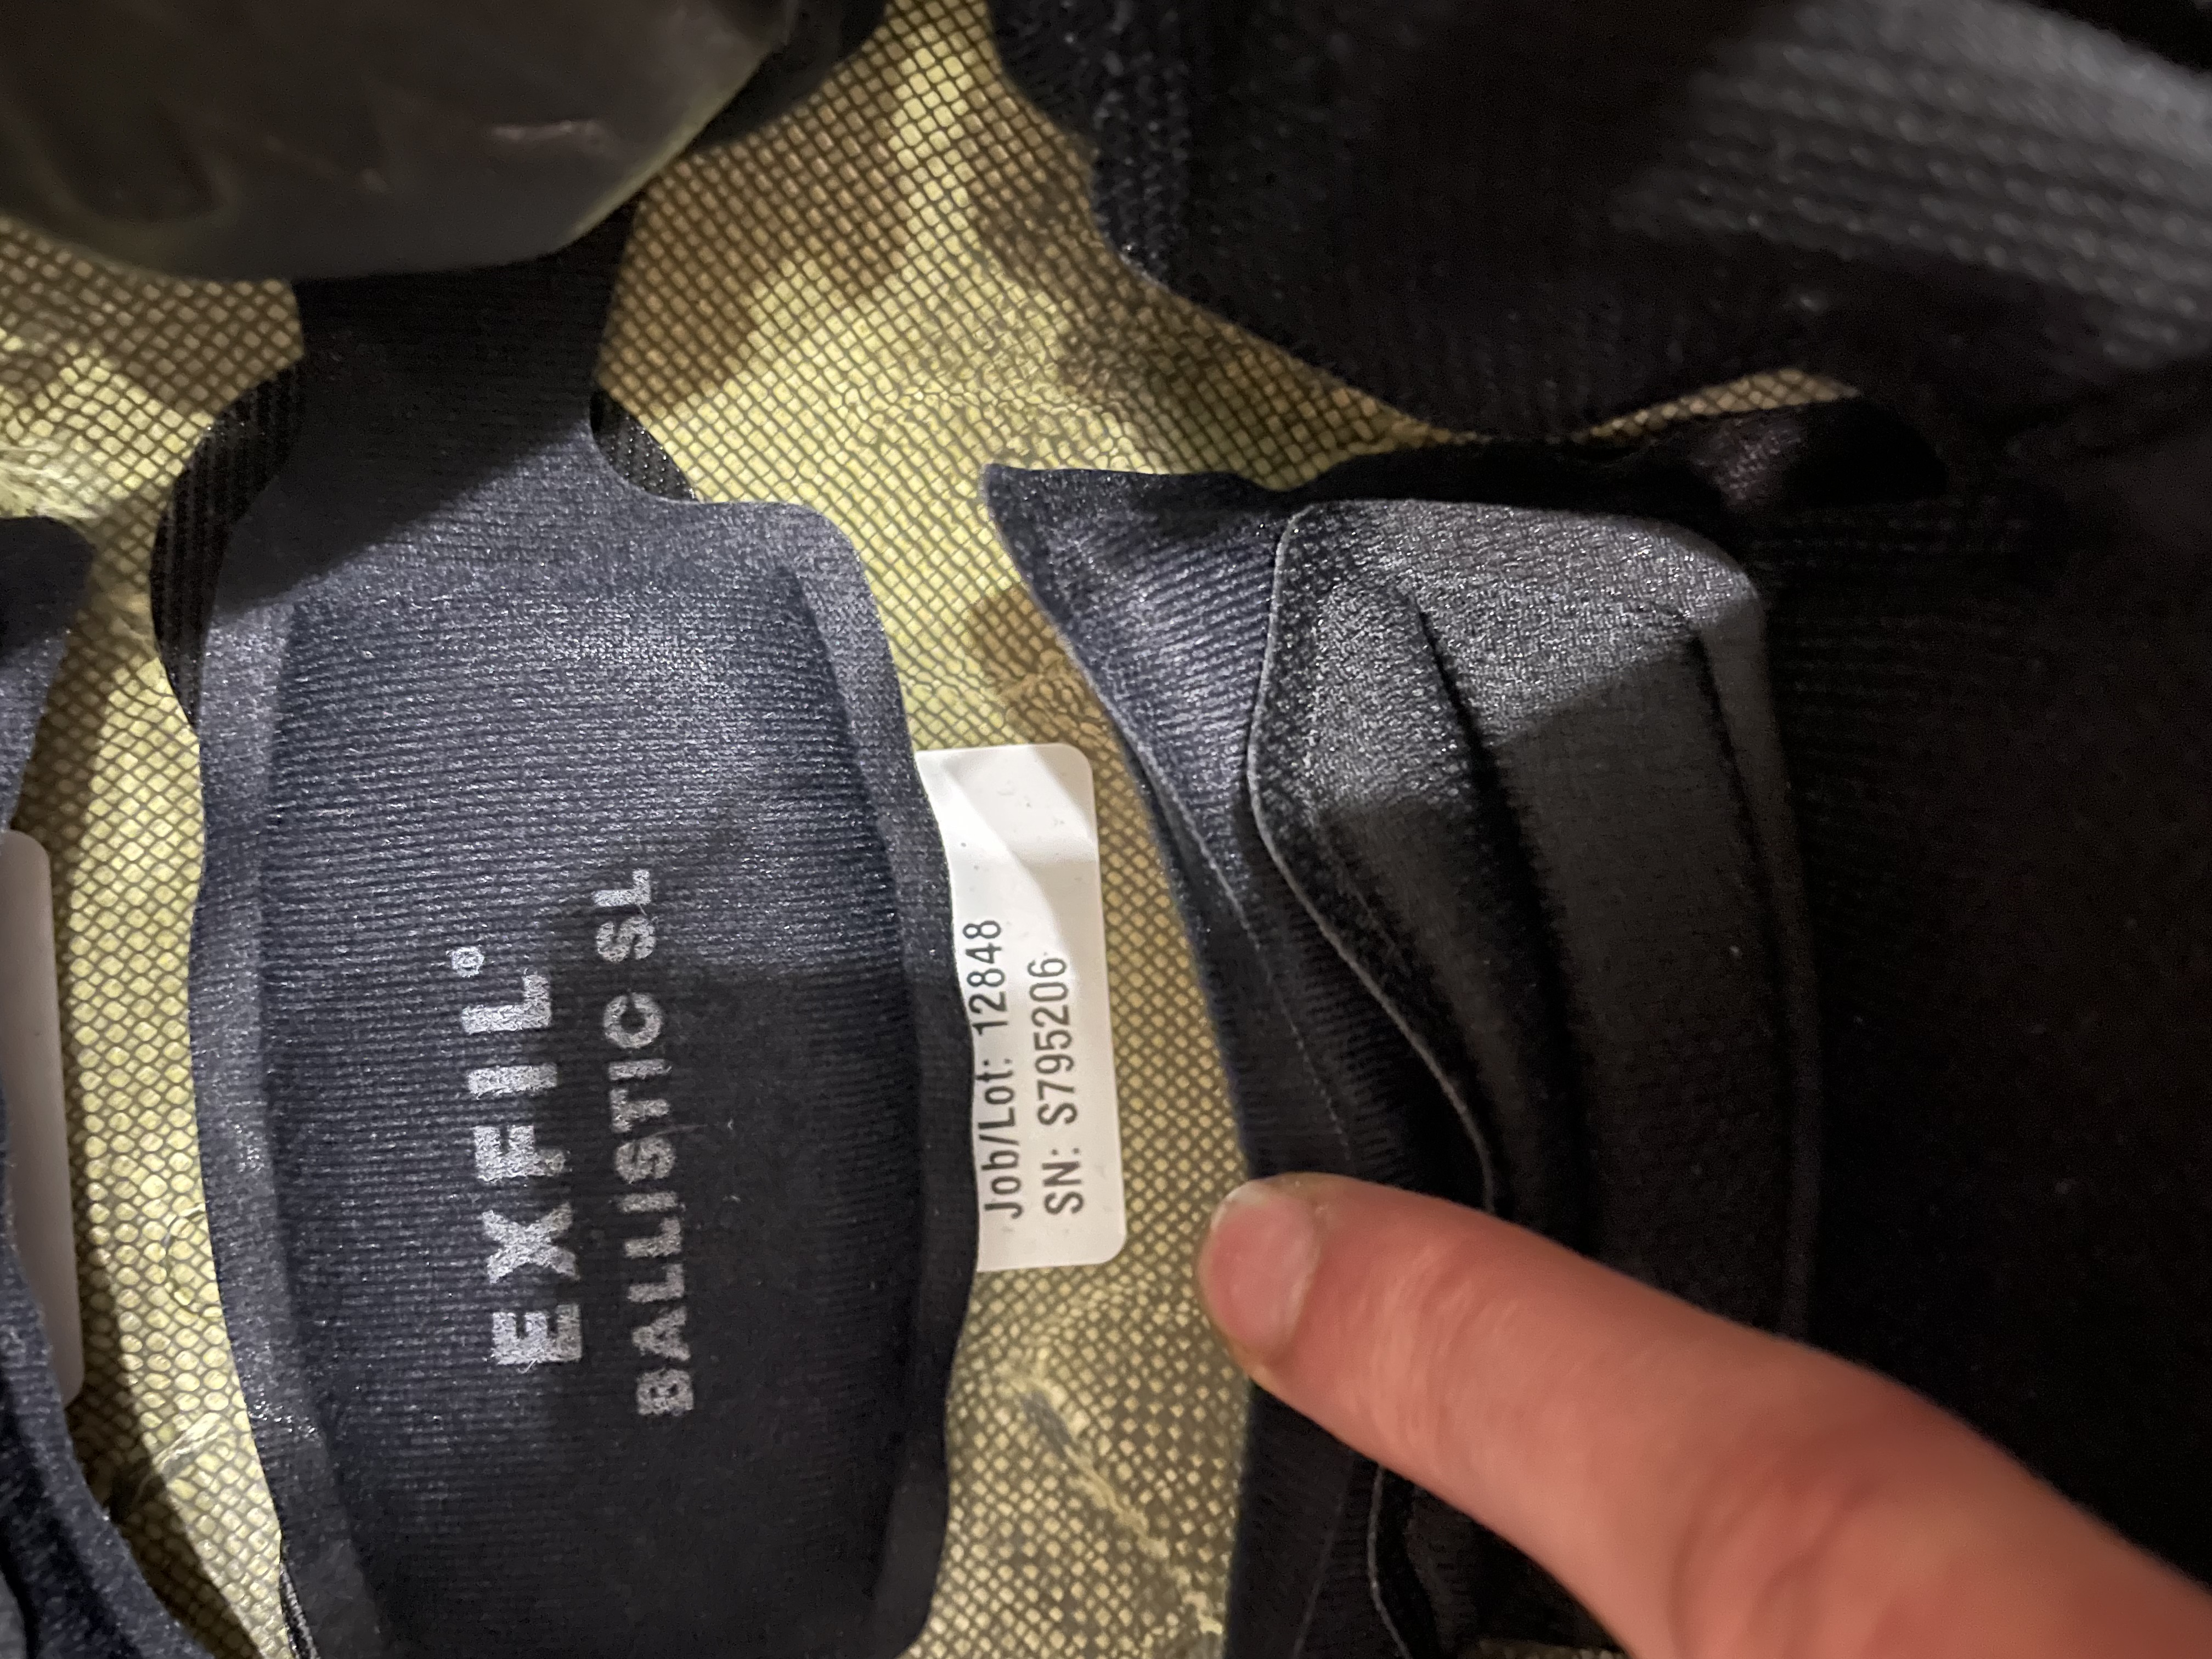 EXFIL®
BALLISTIC SL
Job/Lot: 12848
SN: S795206